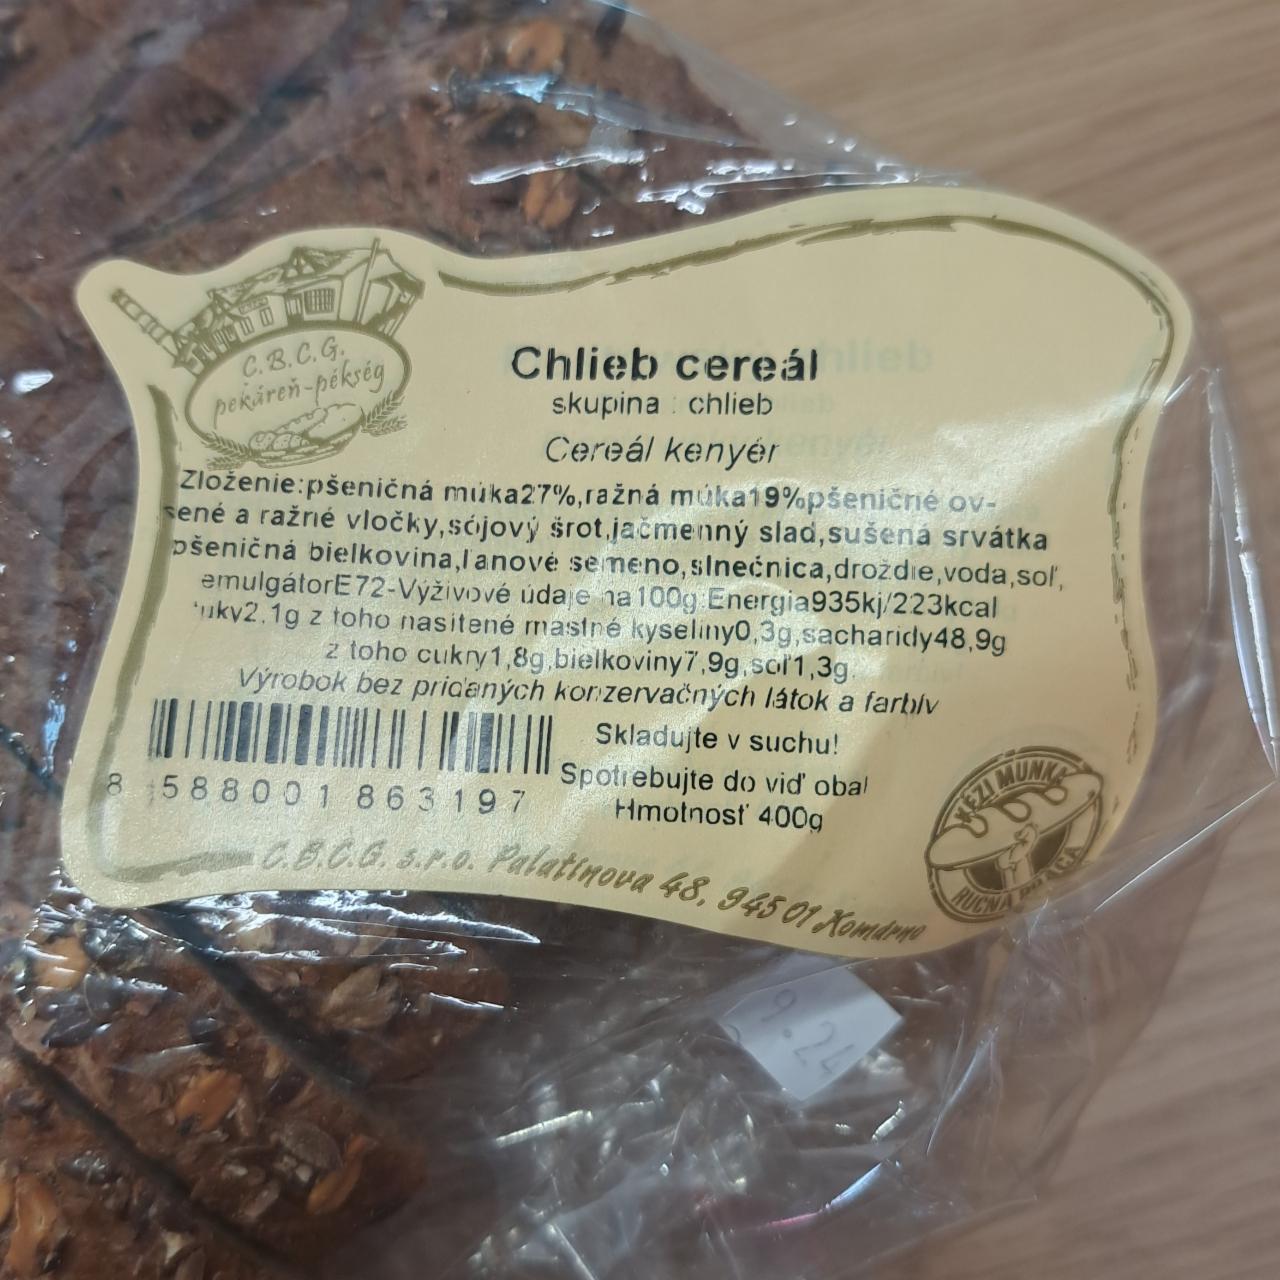 C.B.C.G.
pekáreň-pékség
Chlieb cereál
skupina : chlieb
Cereál kenyér
Zloženie:pšeničná múka27%,ražná múka19%pšeničné ov-
sené a ražné vločky,sójový šrot,jačmenný slad,sušená srvátka
pšeničná bielkovina,ľanové semeno,slnečnica,droždie,voda,soľ,
emulgátorE72-Výživové údaje na100g:Energia935kj/223kcal
tuky2,1g z toho nasítené mastné kyseliny0,3g,sacharidy48,9g
z toho cukry1,8g,bielkoviny7,9g,soľ1,3g.
Výrobok bez pridaných konzervačných látok a farbív
Skladujte v suchu!
Spotrebujte do viď obal
Hmotnosť 400g
8 588001 863197
KÉZI MUNKA
RUČNÁ PRÁCA
C.B.C.G. s.r.o. Palatínova 48, 945 01 Komárno
9.24